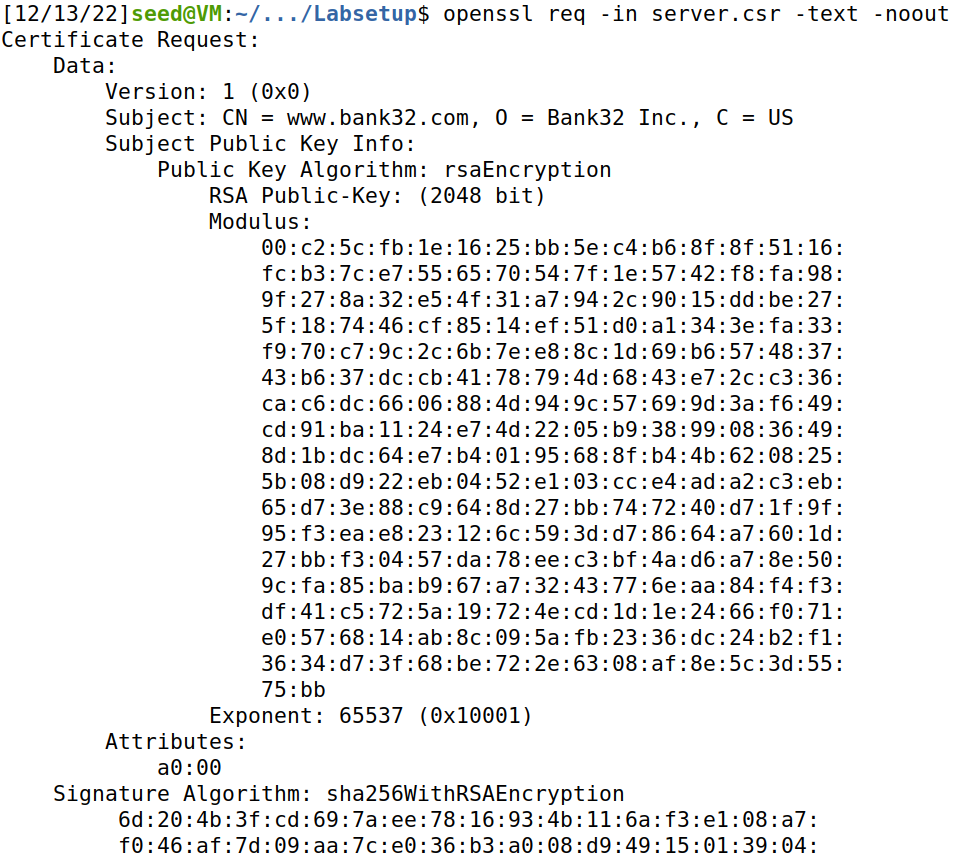 [12/13/22]seed@VM:~/.../Labsetup$ openssl req -in server.csr -text -noout
Certificate Request:
    Data:
        Version: 1 (0x0)
        Subject: CN = www.bank32.com, O = Bank32 Inc., C = US
        Subject Public Key Info:
            Public Key Algorithm: rsaEncryption
                RSA Public-Key: (2048 bit)
                Modulus:
                    00:c2:5c:fb:1e:16:25:bb:5e:c4:b6:8f:8f:51:16:
                    fc:b3:7c:e7:55:65:70:54:7f:1e:57:42:f8:fa:98:
                    9f:27:8a:32:e5:4f:31:a7:94:2c:90:15:dd:be:27:
                    5f:18:74:46:cf:85:14:ef:51:d0:a1:34:3e:fa:33:
                    f9:70:c7:9c:2c:6b:7e:e8:8c:1d:69:b6:57:48:37:
                    43:b6:37:dc:cb:41:78:79:4d:68:43:e7:2c:c3:36:
                    ca:c6:dc:66:06:88:4d:94:9c:57:69:9d:3a:f6:49:
                    cd:91:ba:11:24:e7:4d:22:05:b9:38:99:08:36:49:
                    8d:1b:dc:64:e7:b4:01:95:68:8f:b4:4b:62:08:25:
                    5b:08:d9:22:eb:04:52:e1:03:cc:e4:ad:a2:c3:eb:
                    65:d7:3e:88:c9:64:8d:27:bb:74:72:40:d7:1f:9f:
                    95:f3:ea:e8:23:12:6c:59:3d:d7:86:64:a7:60:1d:
                    27:bb:f3:04:57:da:78:ee:c3:bf:4a:d6:a7:8e:50:
                    9c:fa:85:ba:b9:67:a7:32:43:77:6e:aa:84:f4:f3:
                    df:41:c5:72:5a:19:72:4e:cd:1d:1e:24:66:f0:71:
                    e0:57:68:14:ab:8c:09:5a:fb:23:36:dc:24:b2:f1:
                    36:34:d7:3f:68:be:72:2e:63:08:af:8e:5c:3d:55:
                    75:bb
                Exponent: 65537 (0x10001)
        Attributes:
            a0:00
    Signature Algorithm: sha256WithRSAEncryption
         6d:20:4b:3f:cd:69:7a:ee:78:16:93:4b:11:6a:f3:e1:08:a7:
         f0:46:af:7d:09:aa:7c:e0:36:b3:a0:08:d9:49:15:01:39:04: